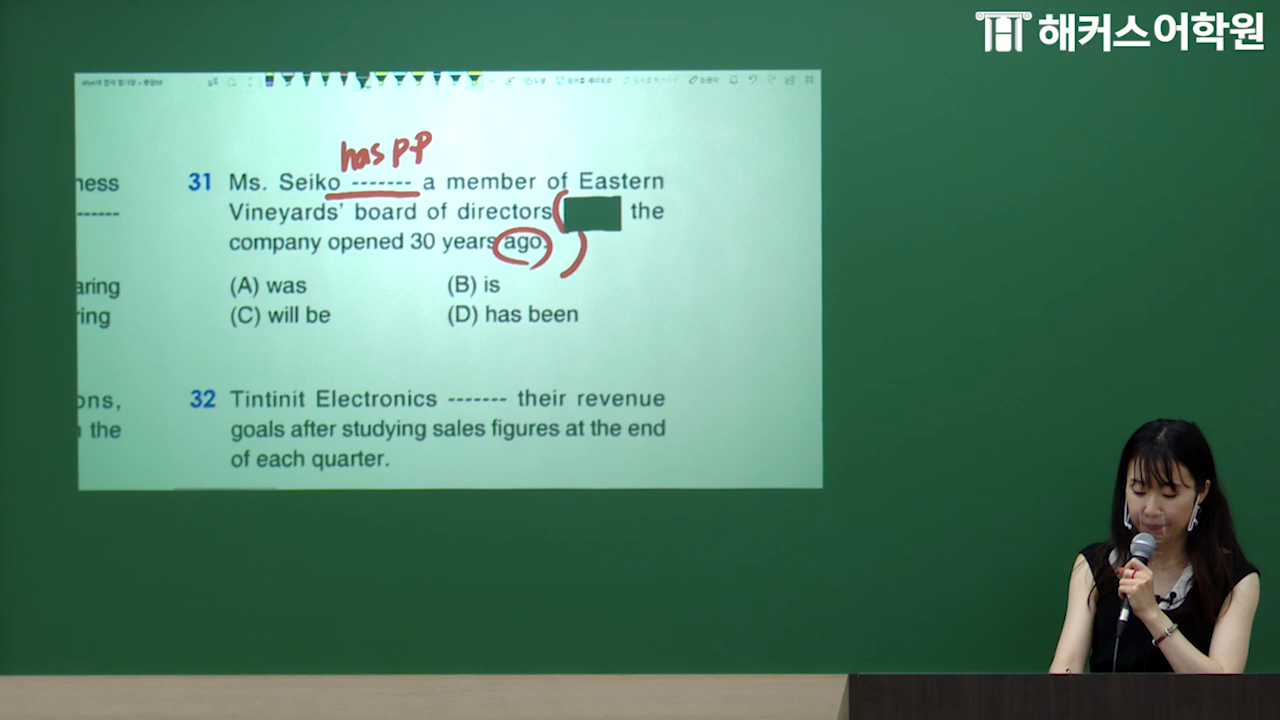 해커스어학원
has p.p
ness
31 Ms. Seiko ------- a member of Eastern
------
Vineyards' board of directors the
company opened 30 years ago.
aring
(A) was (B) is
ring
(C) will be (D) has been
ons,
32 Tintinit Electronics ------- their revenue
the
goals after studying sales figures at the end
of each quarter.